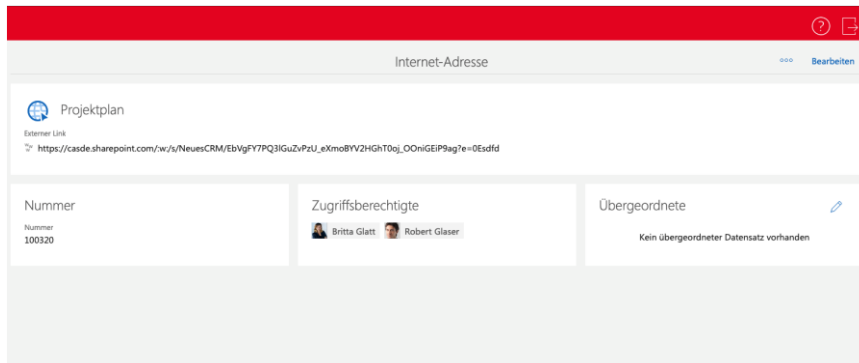 Internet-Adresse
Bearbeiten
Projektplan
Externer Link
https://casde.sharepoint.com/:w:/s/NeuesCRM/EbVgFY7PQ3lGuZvPzU_eXmoBYV2HGhT0oj_OOniGEiP9ag?e=0Esdfd
Nummer
Nummer
100320
Zugriffsberechtigte
Britta Glatt Robert Glaser
Übergeordnete
Kein übergeordneter Datensatz vorhanden